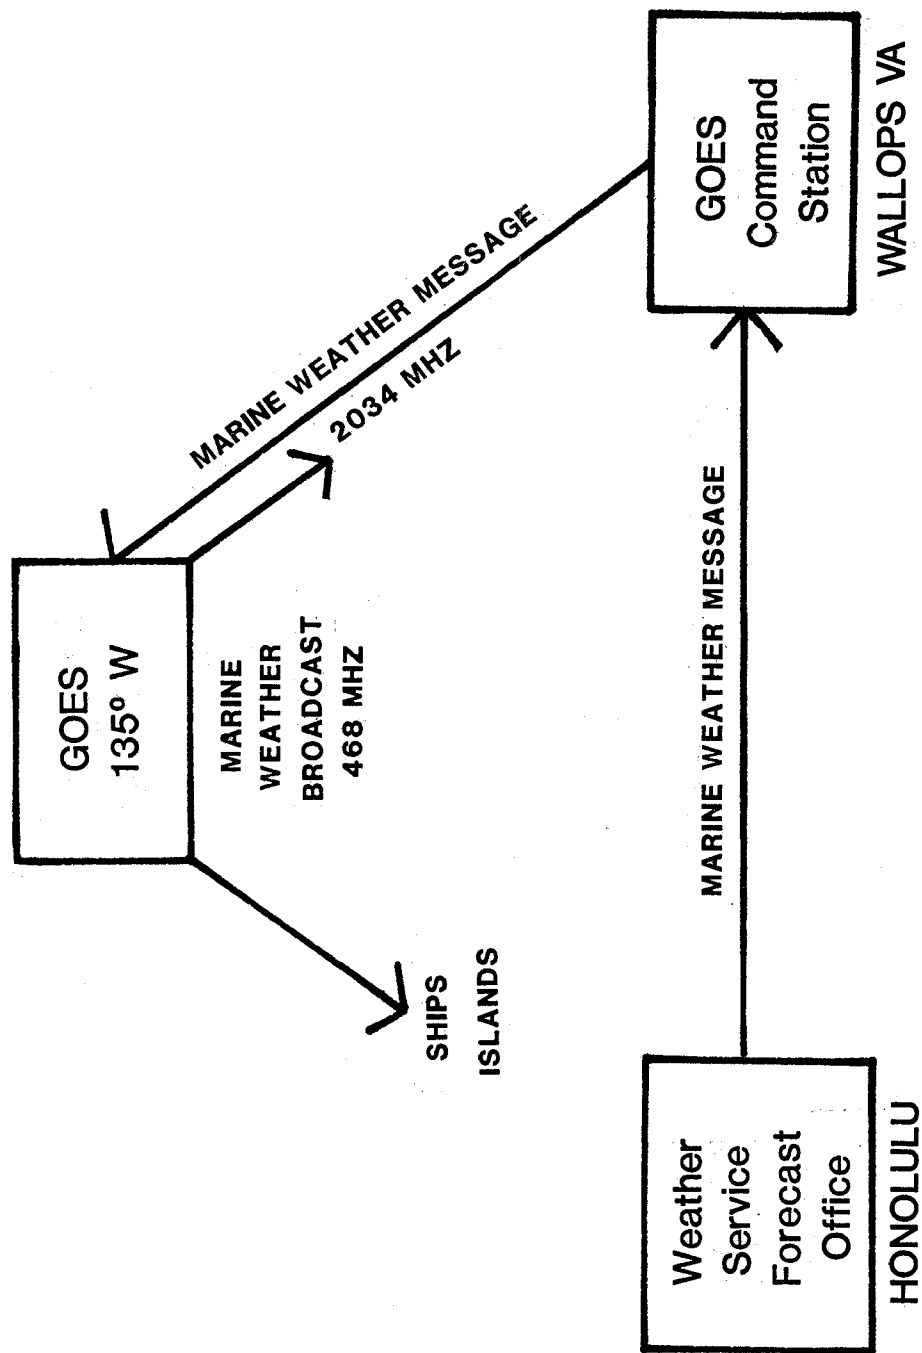 GOES
135º W
MARINE WEATHER MESSAGE
2034 MHZ
MARINE
WEATHER
BROADCAST
468 MHZ
SHIPS
ISLANDS
Weather
Service
Forecast
Office
HONOLULU
MARINE WEATHER MESSAGE
GOES
Command
Station
WALLOPS VA